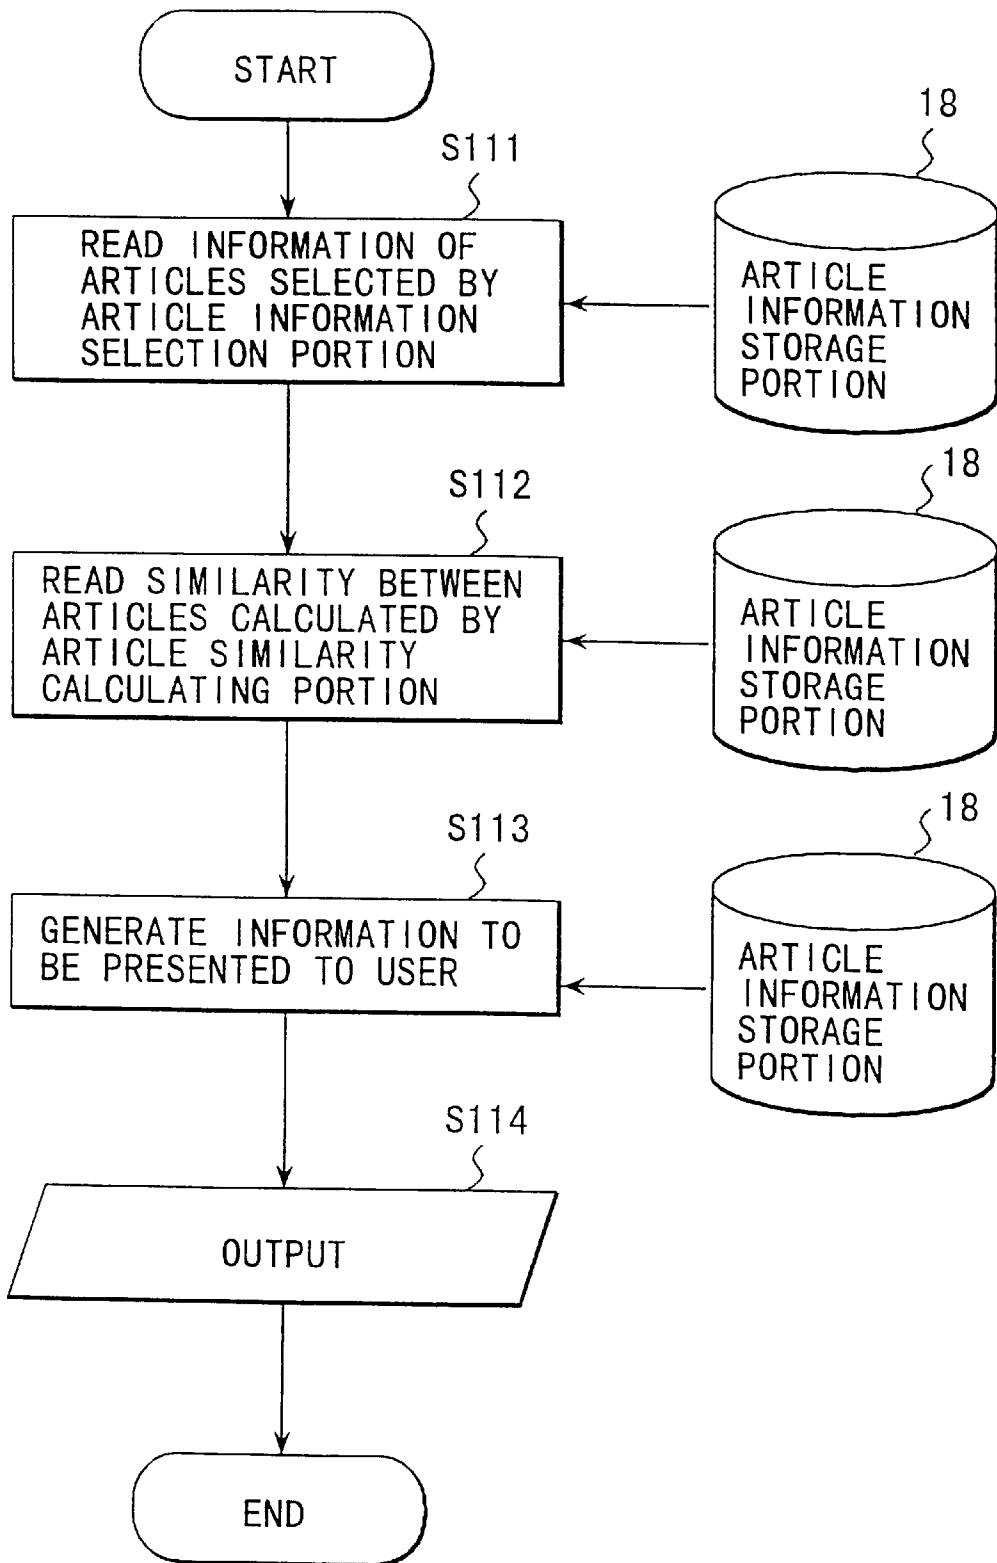 START
S111
READ INFORMATION OF
ARTICLES SELECTED BY
ARTICLE INFORMATION
SELECTION PORTION
18
ARTICLE
INFORMATION
STORAGE
PORTION
S112
READ SIMILARITY BETWEEN
ARTICLES CALCULATED BY
ARTICLE SIMILARITY
CALCULATING PORTION
18
ARTICLE
INFORMATION
STORAGE
PORTION
S113
GENERATE INFORMATION TO
BE PRESENTED TO USER
18
ARTICLE
INFORMATION
STORAGE
PORTION
S114
OUTPUT
END